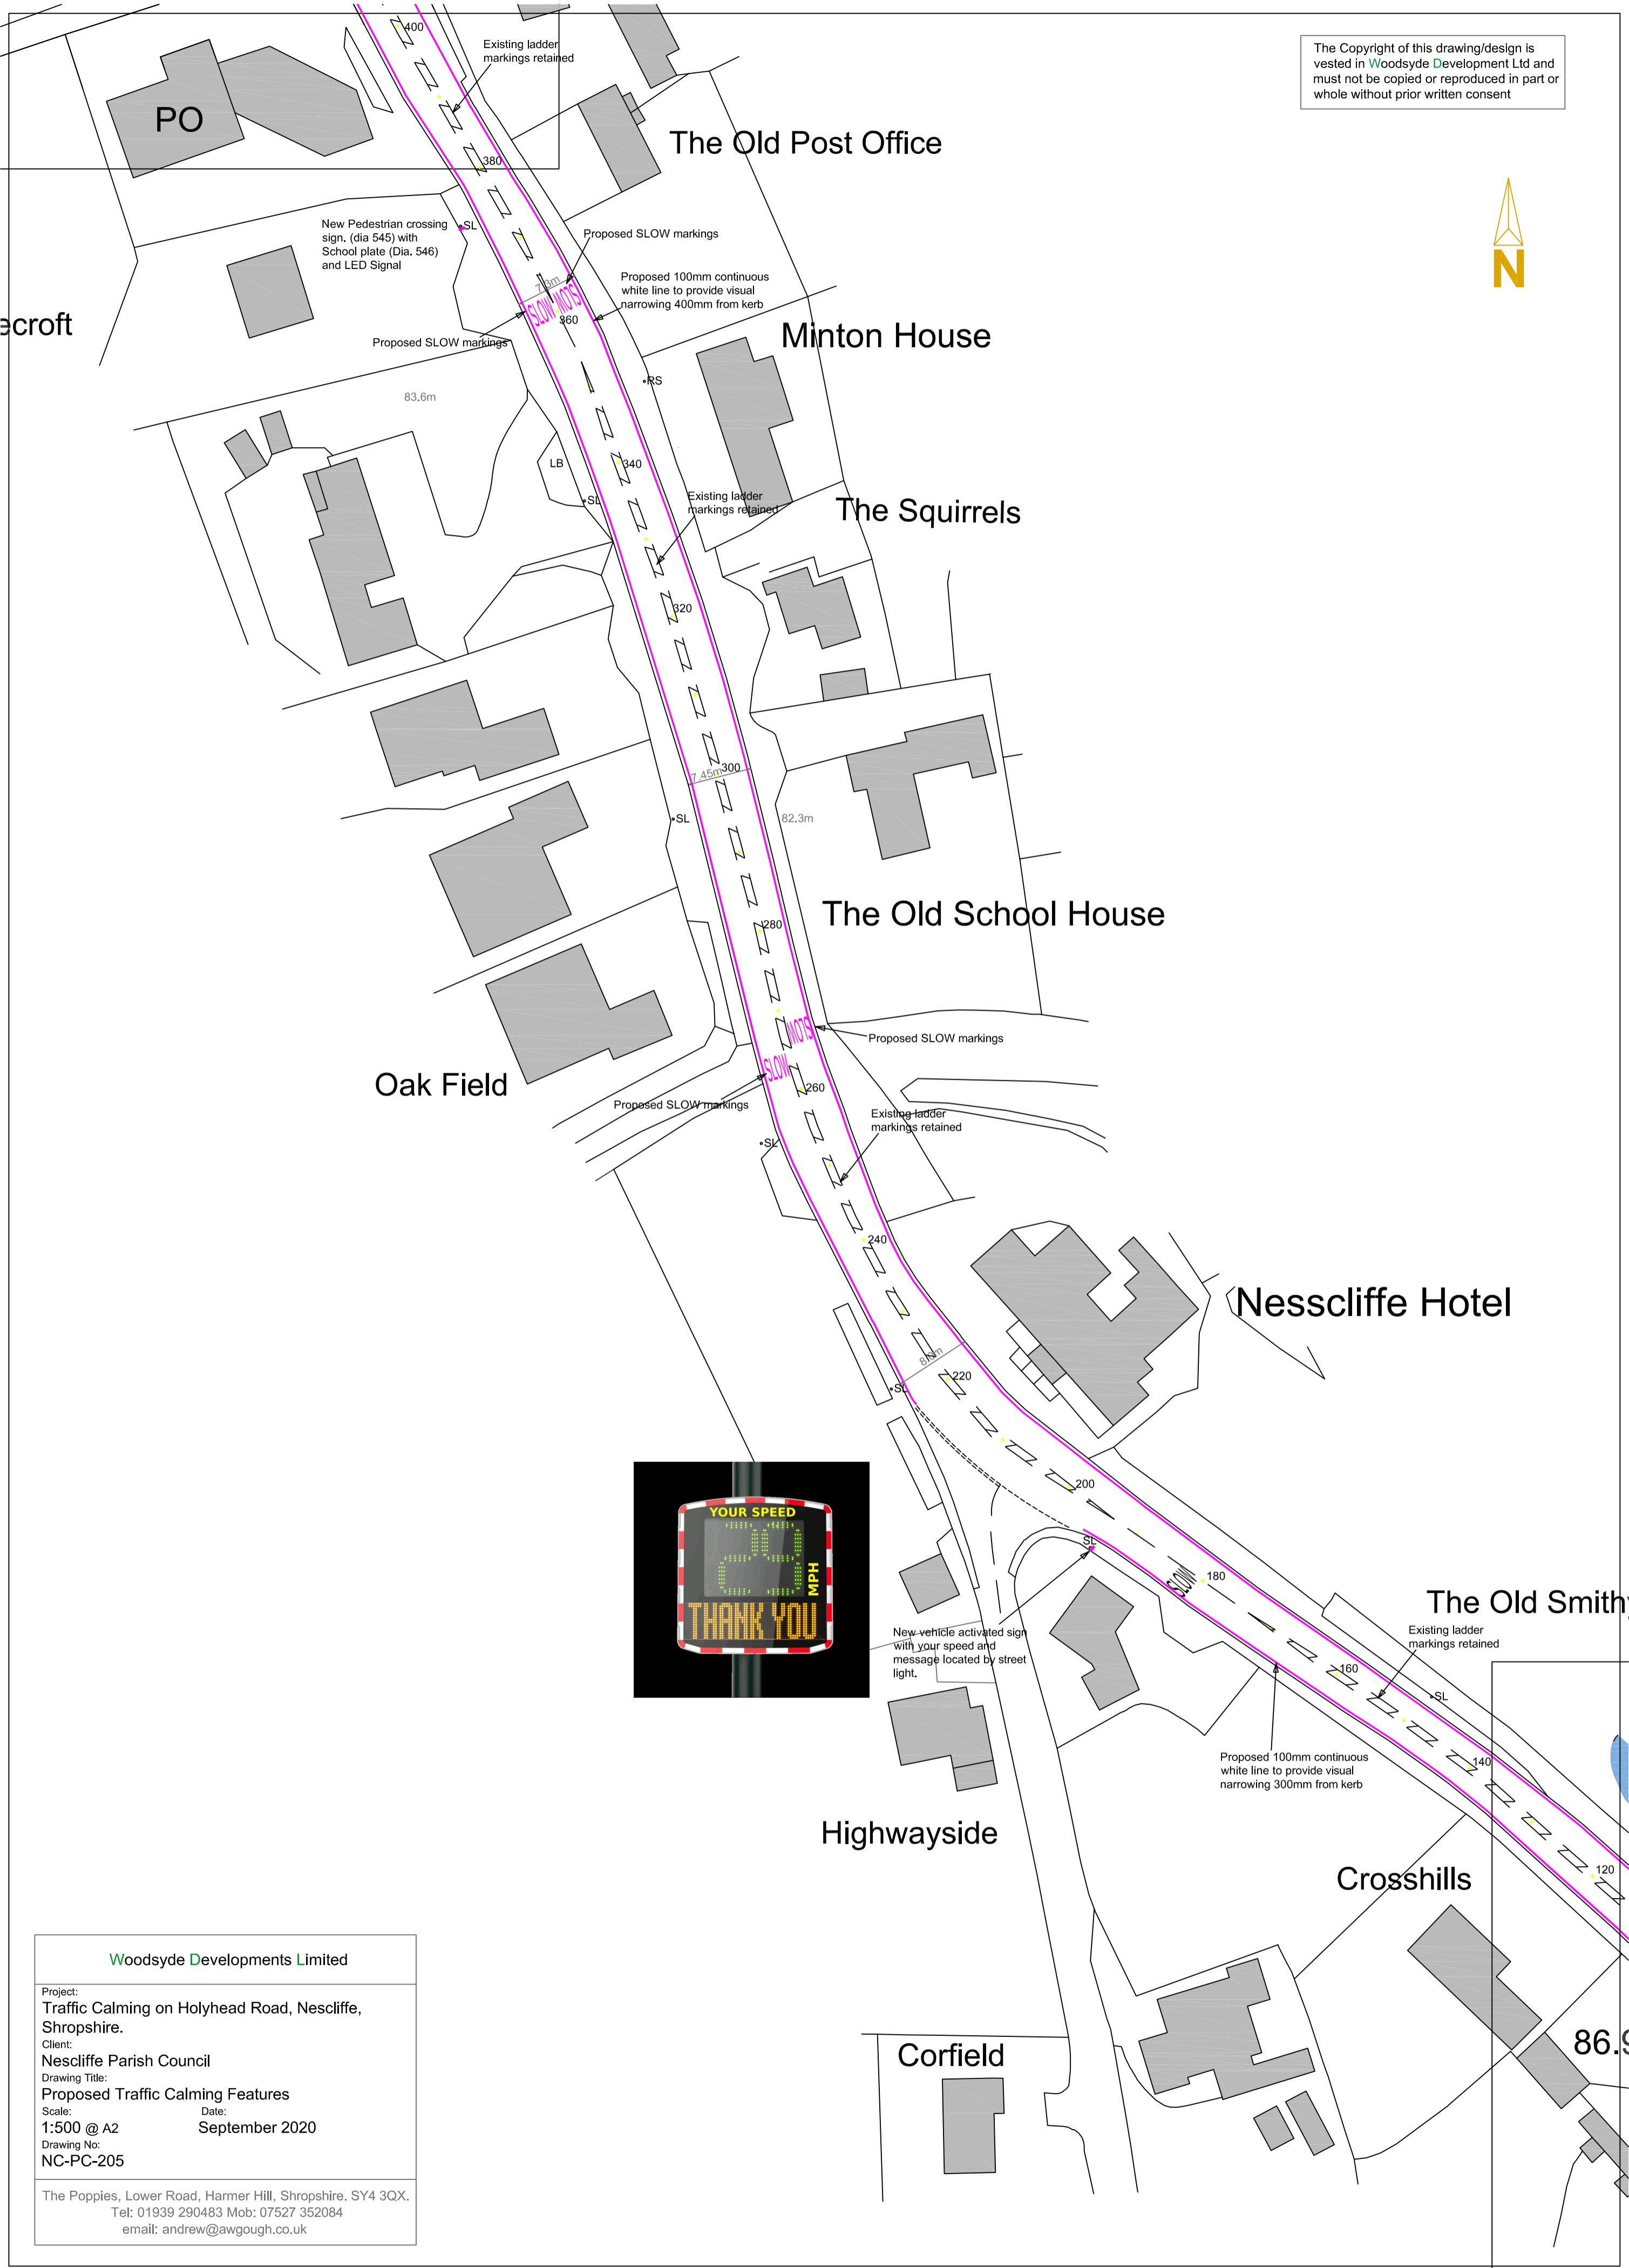 400
Existing ladder
markings retained
The Copyright of this drawing/design is
vested in Woodsyde Development Ltd and
must not be copied or reproduced in part or
whole without prior written consent
PO
The Old Post Office
380
New Pedestrian crossing
sign. (dia 545) with
School plate (Dia. 546)
and LED Signal
SL
Proposed SLOW markings
N
7.3m
Proposed 100mm continuous
white line to provide visual
narrowing 400mm from kerb
SLOW
SLOW
360
ecroft
Proposed SLOW markings
Minton House
RS
83.6m
LB
340
SL
Existing ladder
markings retained
The Squirrels
320
7.45m
300
SL
82.3m
The Old School House
280
SLOW
Proposed SLOW markings
SLOW
260
Oak Field
Proposed SLOW markings
Existing ladder
markings retained
SL
240
Nesscliffe Hotel
220
SL
200
YOUR SPEED
MPH
THANK YOU
SL
SLOW
180
The Old Smithy
New vehicle activated sign
with your speed and
message located by street
light.
Existing ladder
markings retained
160
SL
Proposed 100mm continuous
white line to provide visual
narrowing 300mm from kerb
140
Highwayside
120
Crosshills
Woodsyde Developments Limited
Project:
Traffic Calming on Holyhead Road, Nescliffe,
Shropshire.
Client:
Nescliffe Parish Council
Drawing Title:
Proposed Traffic Calming Features
Scale: Date:
1:500 @ A2 September 2020
Drawing No:
NC-PC-205
The Poppies, Lower Road, Harmer Hill, Shropshire. SY4 3QX.
Tel: 01939 290483 Mob: 07527 352084
email: andrew@awgough.co.uk
Corfield
86.9